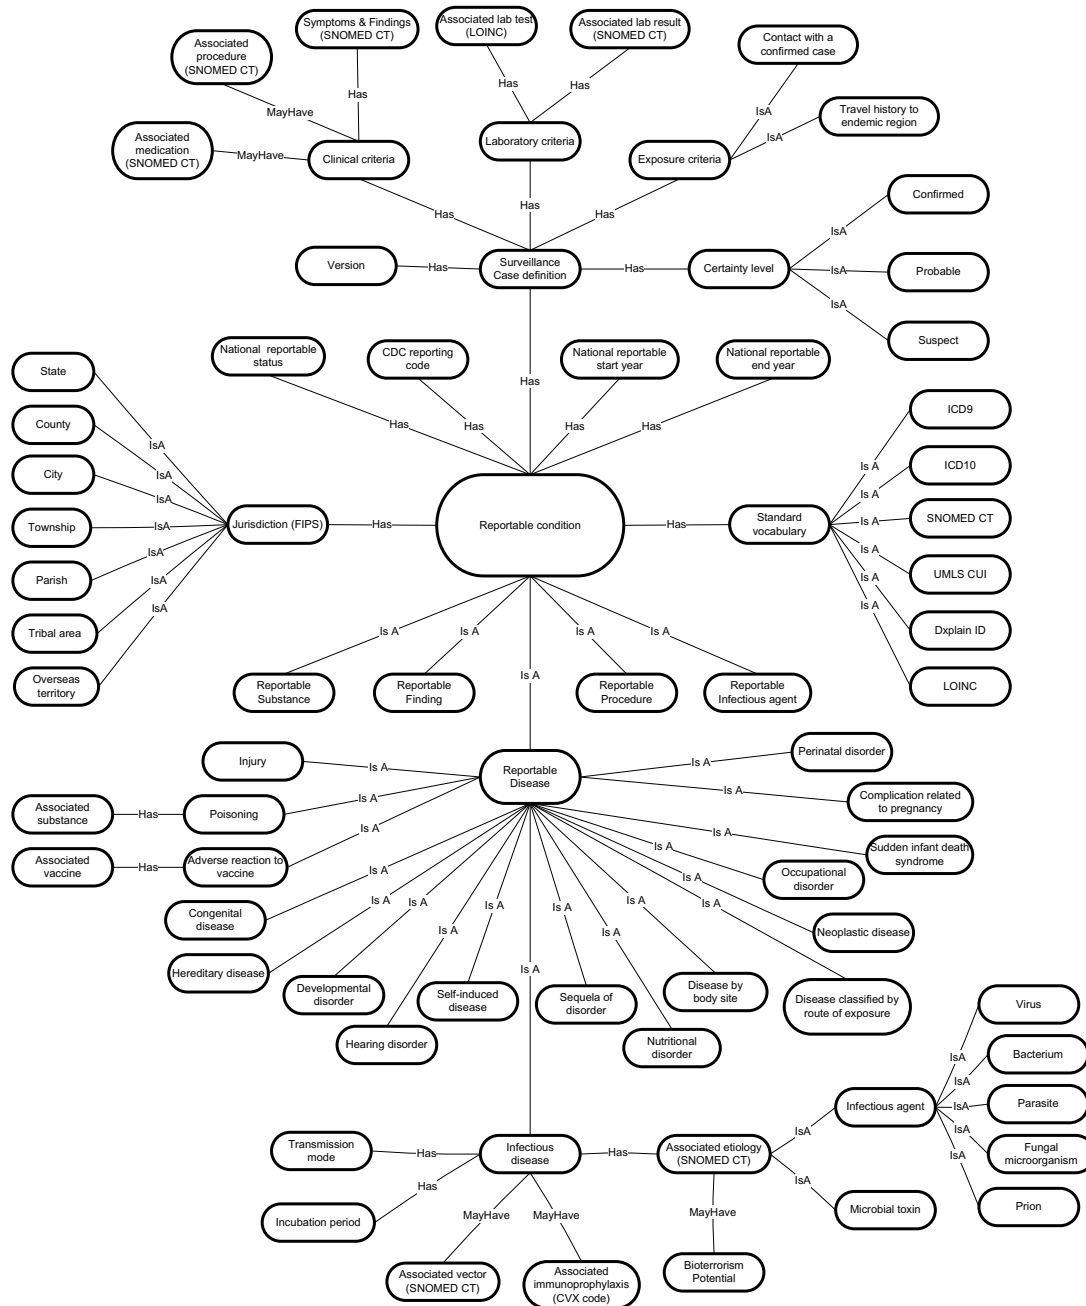 Symptoms & Findings
(SNOMED CT)
Associated lab test
(LOINC)
Associated lab result
(SNOMED CT)
Contact with a
confirmed case
Associated
procedure
(SNOMED CT)
Has
Has
Has
IsA
MayHave
Travel history to
endemic region
IsA
Associated
medication
(SNOMED CT)
MayHave
Clinical criteria
Laboratory criteria
Exposure criteria
Has
Has
Has
Confirmed
IsA
Version
Has
Surveillance
Case definition
Has
Certainty level
IsA
Probable
IsA
Suspect
National  reportable
status
CDC reporting
code
National reportable
start year
National reportable
end year
Has
Has
Has
Has
Has
State
County
City
Township
Parish
Tribal area
Overseas
territory
IsA
IsA
IsA
IsA
IsA
IsA
IsA
Jurisdiction (FIPS)
Has
Reportable condition
Has
Standard
vocabulary
Is A
Is A
Is A
Is A
Is A
Is A
ICD9
ICD10
SNOMED CT
UMLS CUI
Dxplain ID
LOINC
Is A
Is A
Is A
Is A
Is A
Reportable
Substance
Reportable
Finding
Reportable
Procedure
Reportable
Infectious agent
Injury
Is A
Reportable
Disease
Is A
Perinatal disorder
Associated
substance
Has
Poisoning
Is A
Is A
Complication related
to pregnancy
Associated
vaccine
Has
Adverse reaction to
vaccine
Is A
Is A
Sudden infant death
syndrome
Is A
Occupational
disorder
Congenital
disease
Is A
Is A
Neoplastic disease
Hereditary disease
Is A
Is A
Is A
Is A
Is A
Is A
Is A
Is A
Is A
Developmental
disorder
Self-induced
disease
Sequela of
disorder
Disease by
body site
Disease classified by
route of exposure
Hearing disorder
Nutritional
disorder
Virus
IsA
Bacterium
IsA
Infectious agent
IsA
Parasite
IsA
Fungal
microorganism
IsA
Prion
Transmission
mode
Has
Infectious
disease
Has
Associated etiology
(SNOMED CT)
IsA
IsA
Microbial toxin
Has
Incubation period
MayHave
MayHave
MayHave
Associated vector
(SNOMED CT)
Associated
immunoprophylaxis
(CVX code)
Bioterrorism
Potential